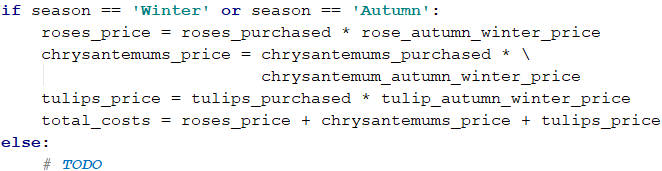 if season == 'Winter' or season == 'Autumn':
    roses_price = roses_purchased * rose_autumn_winter_price
    chrysantemums_price = chrysantemums_purchased * \
                          chrysantemum_autumn_winter_price
    tulips_price = tulips_purchased * tulip_autumn_winter_price
    total_costs = roses_price + chrysantemums_price + tulips_price
else:
    # TODO